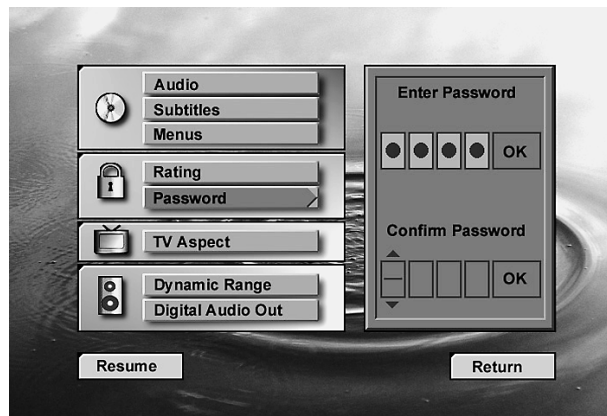 Audio
Subtitles
Menus
Rating
Password
TV Aspect
Dynamic Range
Digital Audio Out
Enter Password
OK
Confirm Password
OK
Resume
Return